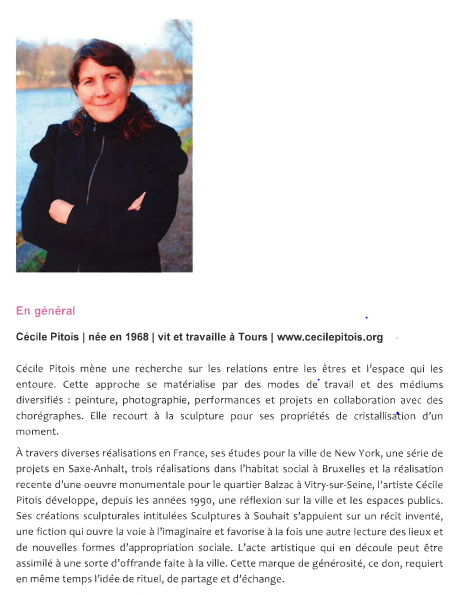 En général
Cécile Pitois | née en 1968 | vit et travaille à Tours | www.cecilepitois.org
Cécile Pitois mène une recherche sur les relations entre les êtres et l'espace qui les
entoure. Cette approche se matérialise par des modes de travail et des médiums
diversifiés : peinture, photographie, performances et projets en collaboration avec des
chorégraphes. Elle recourt à la sculpture pour ses propriétés de cristallisation d'un
moment.
À travers diverses réalisations en France, ses études pour la ville de New York, une série de
projets en Saxe-Anhalt, trois réalisations dans l'habitat social à Bruxelles et la réalisation
recente d'une oeuvre monumentale pour le quartier Balzac à Vitry-sur-Seine, l'artiste Cécile
Pitois développe, depuis les années 1990, une réflexion sur la ville et les espaces publics.
Ses créations sculpturales intitulées Sculptures à Souhait s'appuient sur un récit inventé,
une fiction qui ouvre la voie à l'imaginaire et favorise à la fois une autre lecture des lieux et
de nouvelles formes d'appropriation sociale. L'acte artistique qui en découle peut être
assimilé à une sorte d'offrande faite à la ville. Cette marque de générosité, ce don, requiert
en même temps l'idée de rituel, de partage et d'échange.